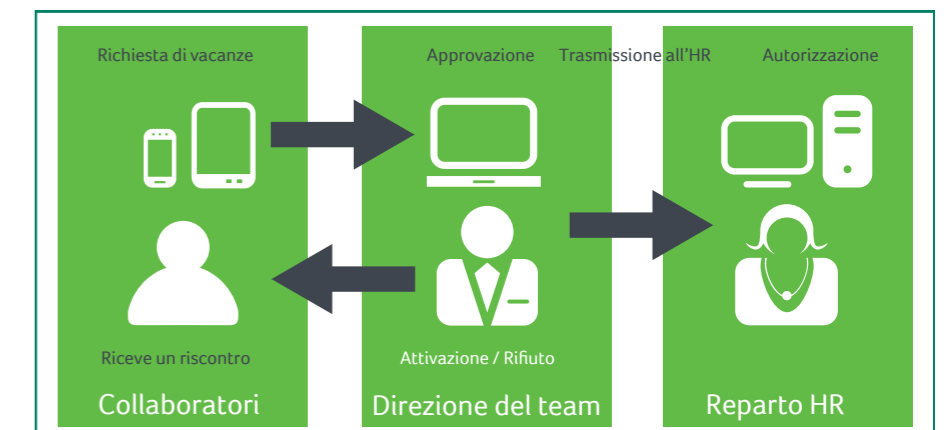 Richiesta di vacanze
Approvazione
Trasmissione all'HR
Autorizzazione
Riceve un riscontro
Attivazione / Rifiuto
Collaboratori
Direzione del team
Reparto HR